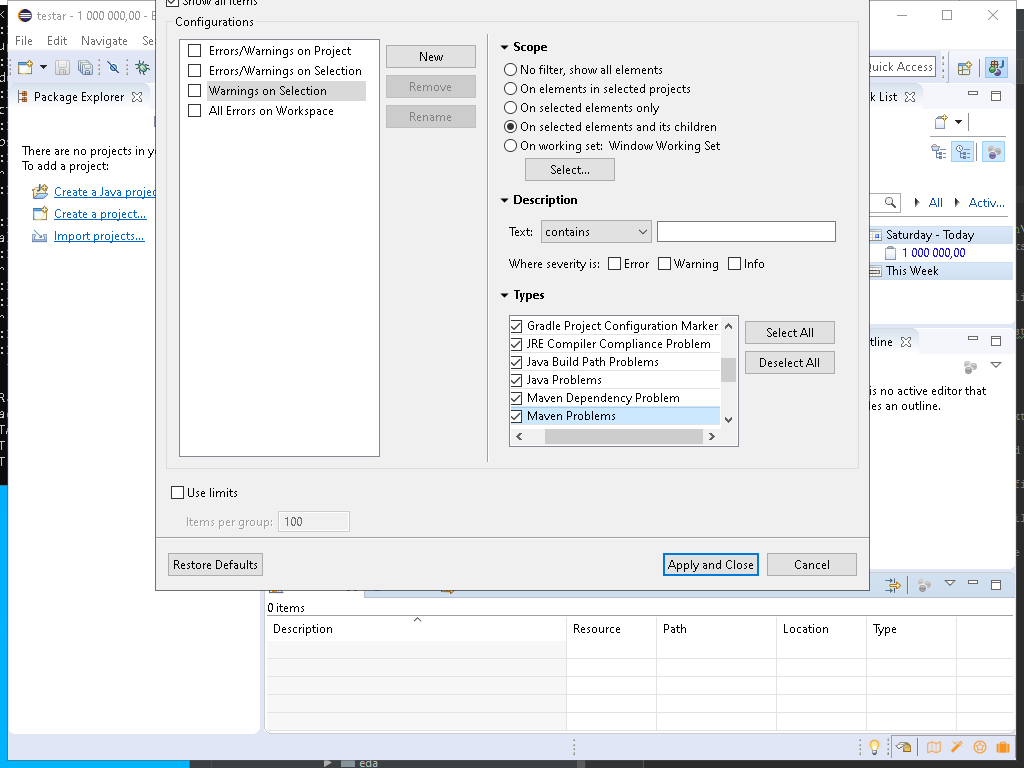 testar - 1 000 000,00 - E
Show all items
File Edit Navigate Se
Configurations
Errors/Warnings on Project
Errors/Warnings on Selection
Warnings on Selection
All Errors on Workspace
New
Remove
Rename
Scope
No filter, show all elements
On elements in selected projects
On selected elements only
On selected elements and its children
On working set: Window Working Set
Select...
Description
Text: contains
Where severity is: Error Warning Info
Types
Gradle Project Configuration Marker
JRE Compiler Compliance Problem
Java Build Path Problems
Java Problems
Maven Dependency Problem
Maven Problems
Select All
Deselect All
Use limits
Items per group: 100
Restore Defaults
Apply and Close
Cancel
Package Explorer
There are no projects in y
To add a project:
Create a Java projec
Create a project...
Import projects...
Quick Access
k List
All
Activ...
Saturday - Today
1 000 000,00
This Week
tline
is no active editor that
es an outline.
0 items
Description Resource Path Location Type
eda